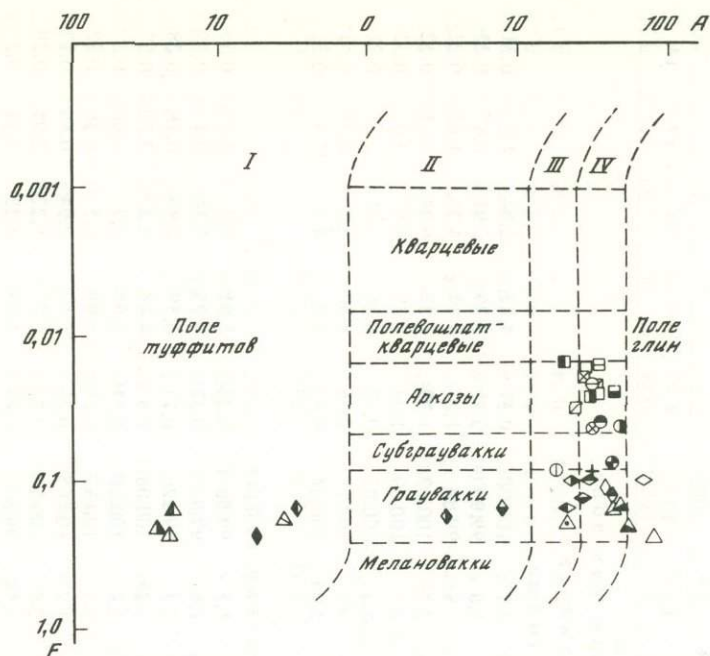 100 10 0 10 100 A
I II III IV
0,001
Кварцевые
Поле
туффитов
Полевошпат-
кварцевые
Поле
глин
0,01
Аркозы
Субграувакки
0,1
Граувакки
Мелановакки
1,0
F